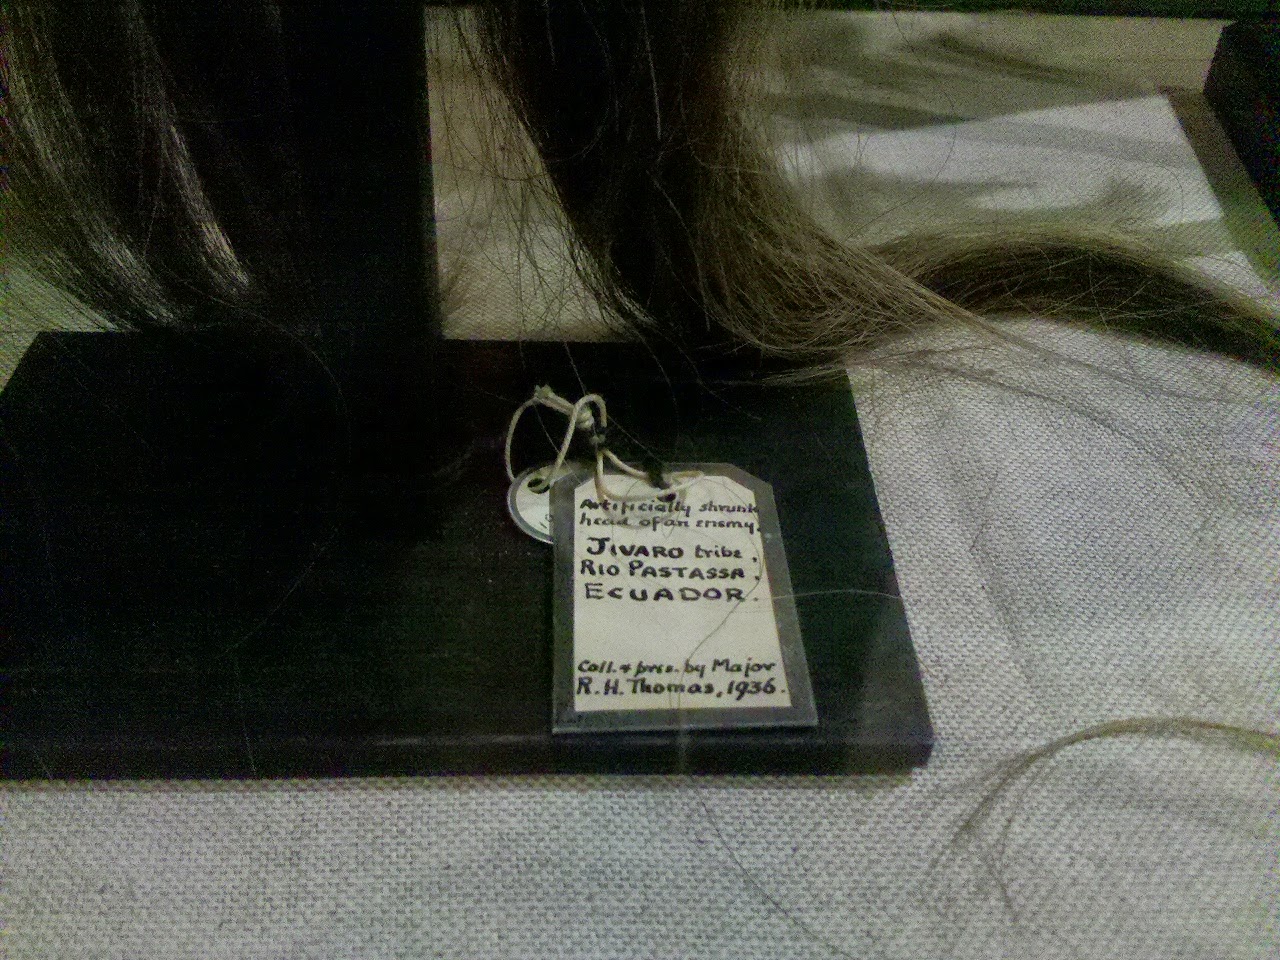 Artificially shrunk
head of an enemy.
JIVARO tribe,
RIO PASTASSA.
ECUADOR.
Coll. & pres. by Major
R. H. Thomas, 1936.